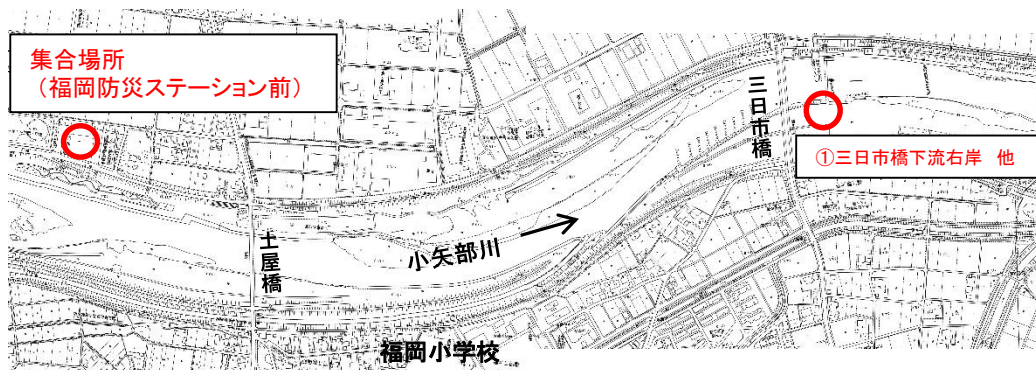 集合場所
（福岡防災ステーション前）
三日市橋
①三日市橋下流右岸 他
土屋橋
小矢部川
福岡小学校